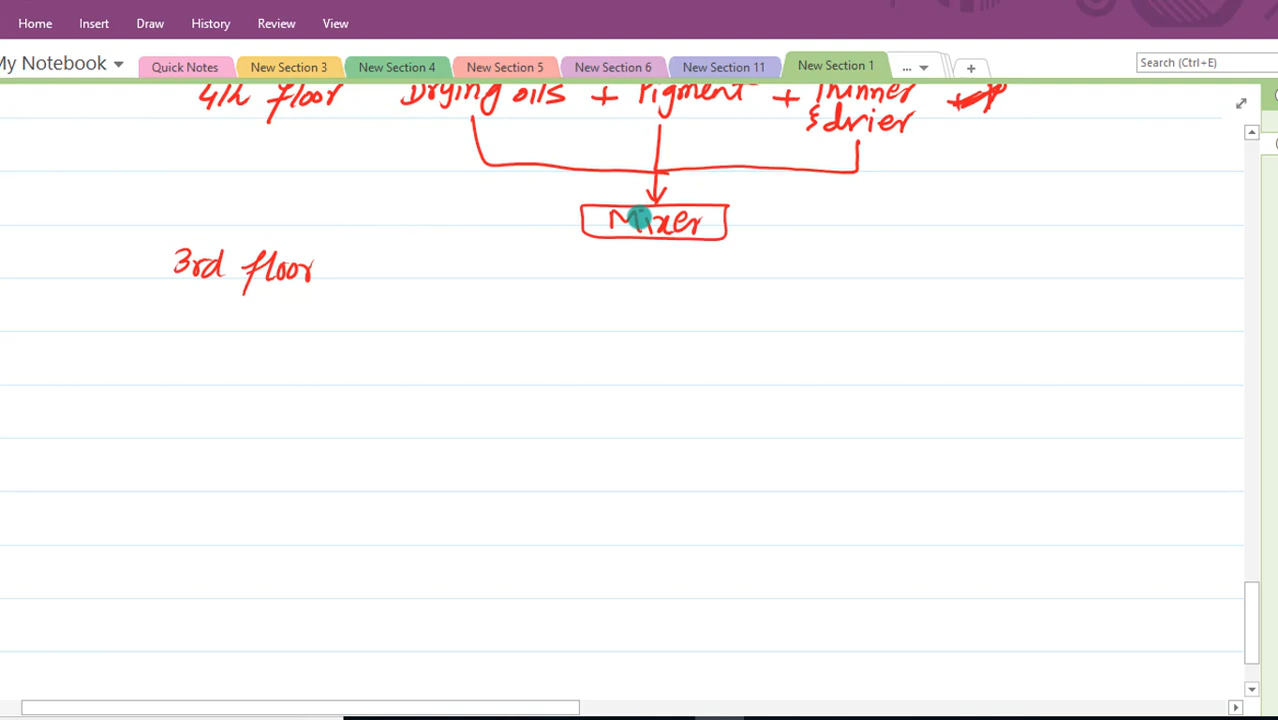 Home Insert Draw History Review View
My Notebook Quick Notes New Section 3 New Section 4 New Section 5 New Section 6 New Section 11 New Section 1 ... + Search (Ctrl+E)
4th floor Drying oils + Pigment + Thinner
& drier
Mixer
3rd floor